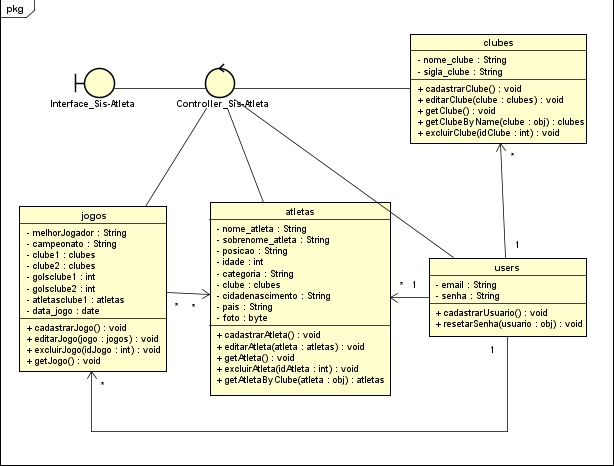 pkg
clubes
- nome_clube : String
- sigla_clube : String
+ cadastrarClube() : void
+ editarClube(clube : clubes) : void
+ getClube() : void
+ getClubeByName(clube : obj) : clubes
+ excluirClube(idClube : int) : void
Interface_Sis-Atleta
Controller_Sis-Atleta
*
1
jogos
- melhorJogador : String
- campeonato : String
- clube1 : clubes
- clube2 : clubes
- golsclube1 : int
- golsclube2 : int
- atletasclube1 : atletas
- data_jogo : date
+ cadastrarJogo() : void
+ editarJogo(jogo : jogos) : void
+ excluirJogo(idJogo : int) : void
+ getJogo() : void
* *
atletas
- nome_atleta : String
- sobrenome_atleta : String
- posicao : String
- idade : int
- categoria : String
- clube : clubes
- cidadenascimento : String
- pais : String
- foto : byte
+ cadastrarAtleta() : void
+ editarAtleta(atleta : atletas) : void
+ getAtleta() : void
+ excluirAtleta(idAtleta : int) : void
+ getAtletaByClube(atleta : obj) : atletas
* 1
users
- email : String
- senha : String
+ cadastrarUsuario() : void
+ resetarSenha(usuario : obj) : void
1
*